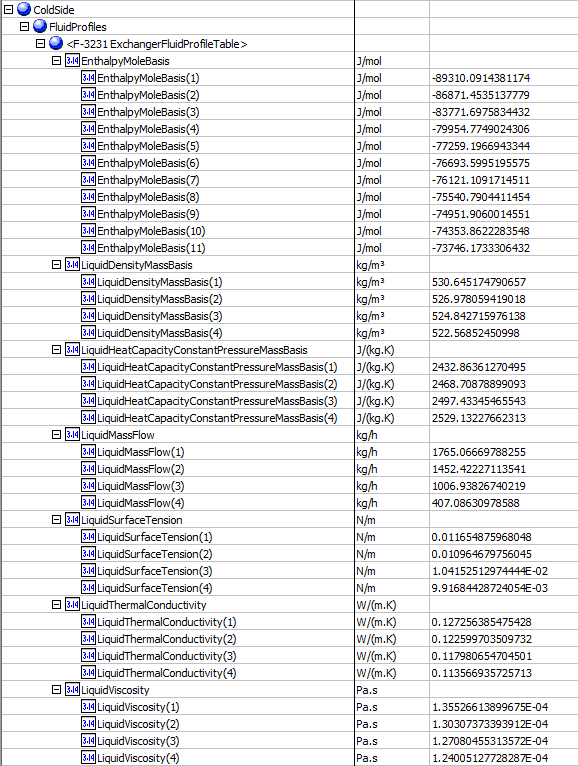 ColdSide
FluidProfiles
<F-3231 ExchangerFluidProfileTable>
EnthalpyMoleBasis J/mol
EnthalpyMoleBasis(1) J/mol -89310.0914381174
EnthalpyMoleBasis(2) J/mol -86871.4535137779
EnthalpyMoleBasis(3) J/mol -83771.6975834432
EnthalpyMoleBasis(4) J/mol -79954.7749024306
EnthalpyMoleBasis(5) J/mol -77259.1966943344
EnthalpyMoleBasis(6) J/mol -76693.5995195575
EnthalpyMoleBasis(7) J/mol -76121.1091714511
EnthalpyMoleBasis(8) J/mol -75540.7904411454
EnthalpyMoleBasis(9) J/mol -74951.9060014551
EnthalpyMoleBasis(10) J/mol -74353.8622283548
EnthalpyMoleBasis(11) J/mol -73746.1733306432
LiquidDensityMassBasis kg/m³
LiquidDensityMassBasis(1) kg/m³ 530.645174790657
LiquidDensityMassBasis(2) kg/m³ 526.978059419018
LiquidDensityMassBasis(3) kg/m³ 524.842715976138
LiquidDensityMassBasis(4) kg/m³ 522.56852450998
LiquidHeatCapacityConstantPressureMassBasis J/(kg.K)
LiquidHeatCapacityConstantPressureMassBasis(1) J/(kg.K) 2432.86361270495
LiquidHeatCapacityConstantPressureMassBasis(2) J/(kg.K) 2468.70878899093
LiquidHeatCapacityConstantPressureMassBasis(3) J/(kg.K) 2497.43345465543
LiquidHeatCapacityConstantPressureMassBasis(4) J/(kg.K) 2529.13227662313
LiquidMassFlow kg/h
LiquidMassFlow(1) kg/h 1765.06669788255
LiquidMassFlow(2) kg/h 1452.42227113541
LiquidMassFlow(3) kg/h 1006.93826740219
LiquidMassFlow(4) kg/h 407.08630978588
LiquidSurfaceTension N/m
LiquidSurfaceTension(1) N/m 0.011654875968048
LiquidSurfaceTension(2) N/m 0.010964679756045
LiquidSurfaceTension(3) N/m 1.04152512974444E-02
LiquidSurfaceTension(4) N/m 9.91684428724054E-03
LiquidThermalConductivity W/(m.K)
LiquidThermalConductivity(1) W/(m.K) 0.127256385475428
LiquidThermalConductivity(2) W/(m.K) 0.122599703509732
LiquidThermalConductivity(3) W/(m.K) 0.117980654704501
LiquidThermalConductivity(4) W/(m.K) 0.113566935725713
LiquidViscosity Pa.s
LiquidViscosity(1) Pa.s 1.35526613899675E-04
LiquidViscosity(2) Pa.s 1.30307373393912E-04
LiquidViscosity(3) Pa.s 1.27080455313572E-04
LiquidViscosity(4) Pa.s 1.24005127728287E-04